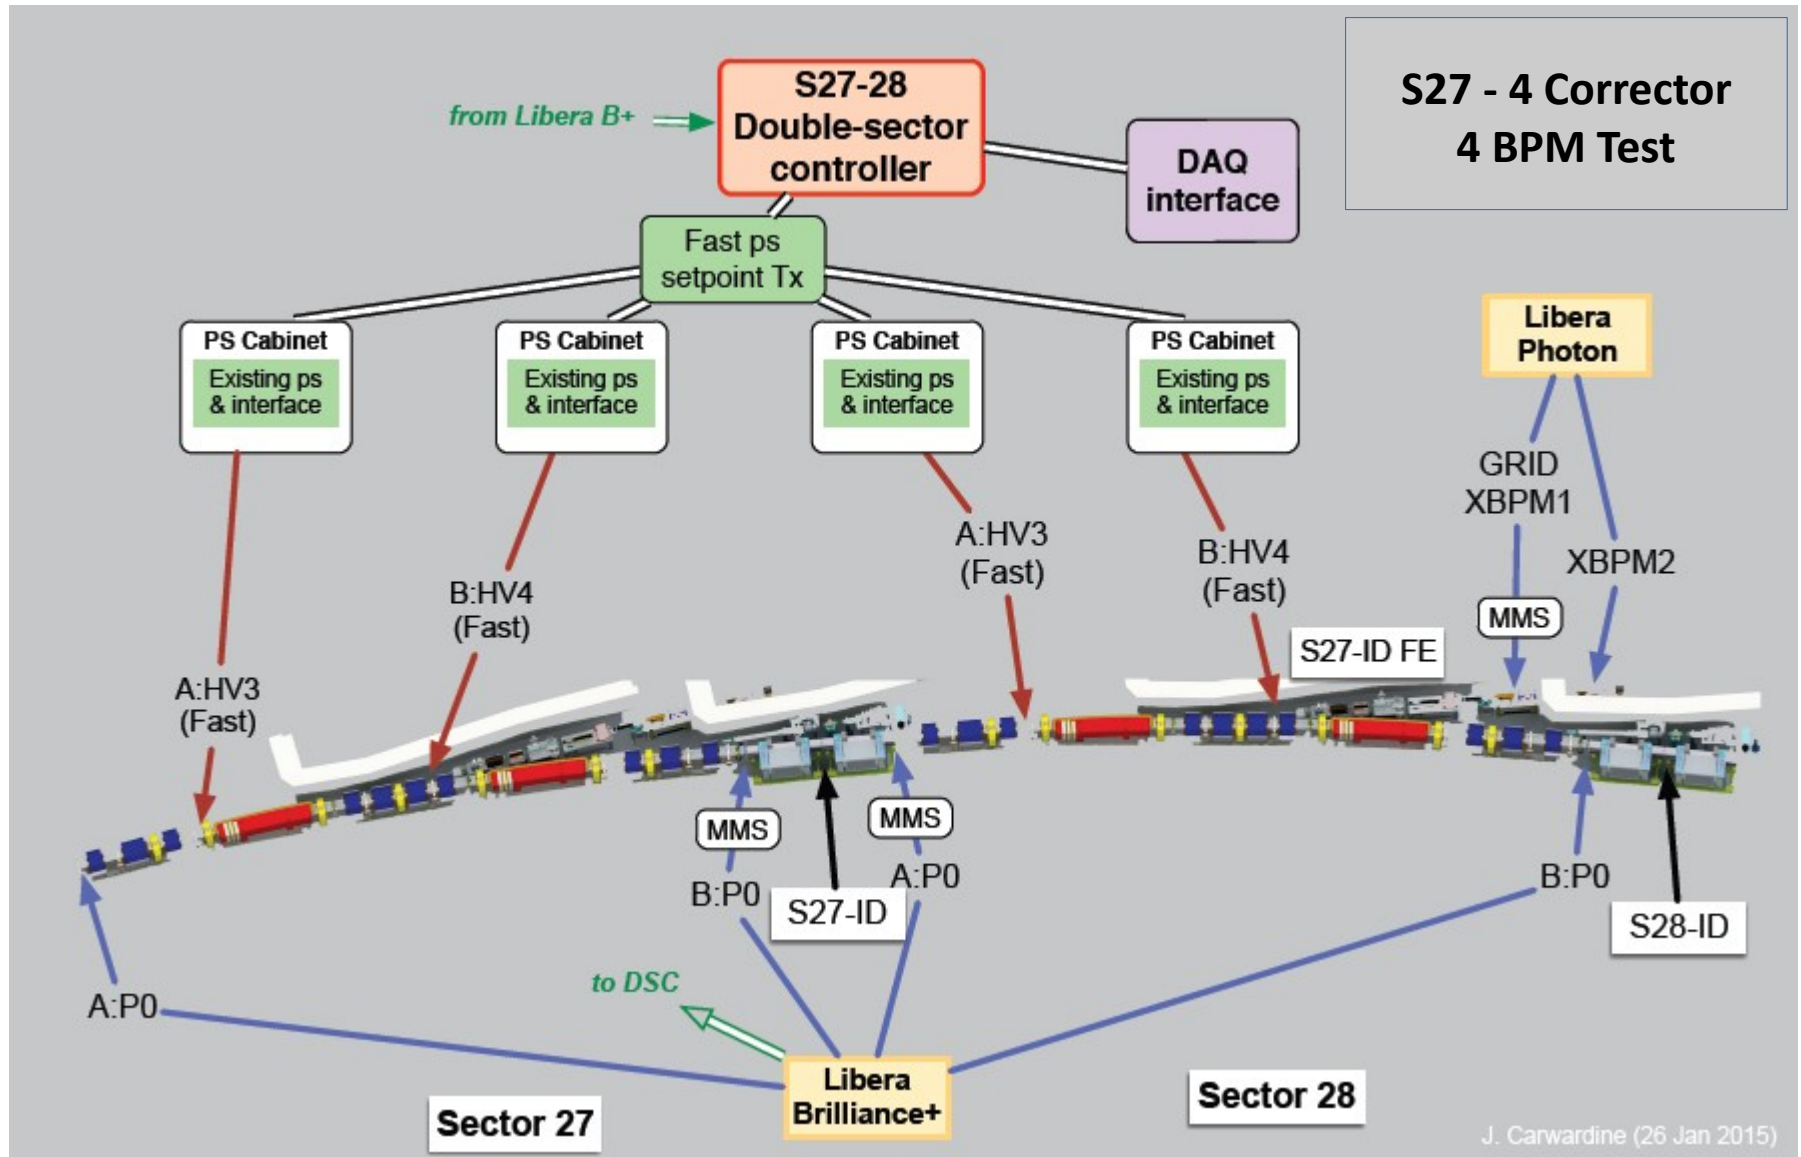 S27 - 4 Corrector
4 BPM Test
S27-28
Double-sector
controller
from Libera B+
DAQ
interface
Fast ps
setpoint Tx
PS Cabinet
Existing ps
& interface
PS Cabinet
Existing ps
& interface
PS Cabinet
Existing ps
& interface
PS Cabinet
Existing ps
& interface
Libera
Photon
GRID
XBPM1
XBPM2
MMS
A:HV3
(Fast)
B:HV4
(Fast)
A:HV3
(Fast)
B:HV4
(Fast)
S27-ID FE
MMS
MMS
B:P0
A:P0
S27-ID
B:P0
S28-ID
A:P0
to DSC
Libera
Brilliance+
Sector 27
Sector 28
J. Carwardine (26 Jan 2015)